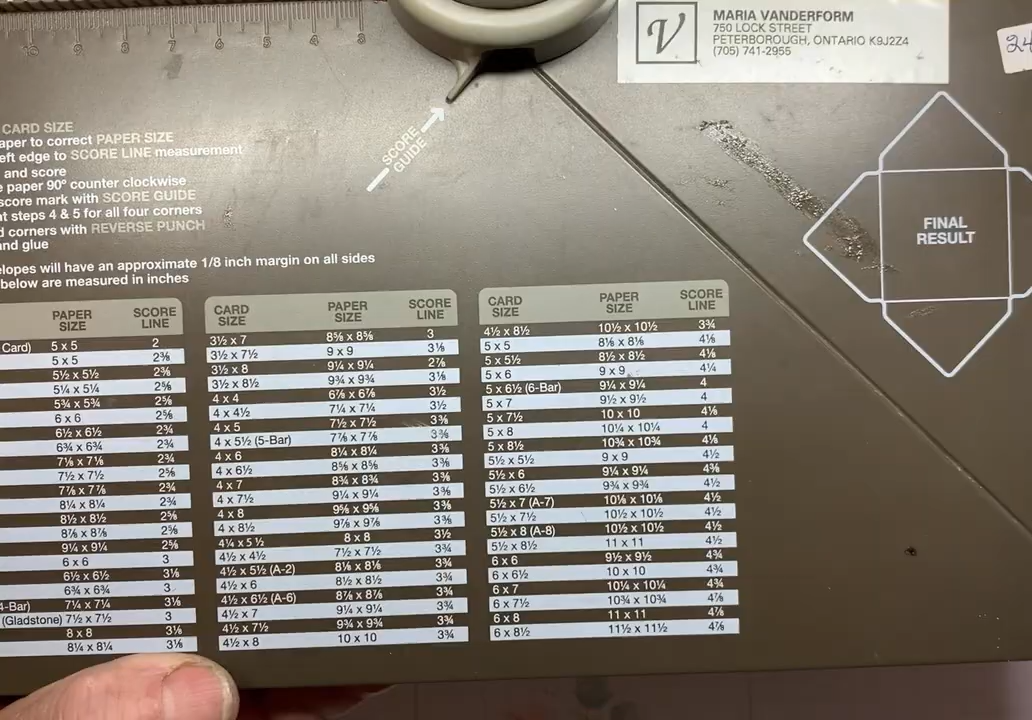 10 9 8 7 6 5 4 3
V
MARIA VANDERFORM
750 LOCK STREET
PETERBOROUGH, ONTARIO K9J2Z4
(705) 741-2955
24
SCORE
GUIDE
FINAL
RESULT
CARD SIZE
aper to correct PAPER SIZE
eft edge to SCORE LINE measurement
and score
e paper 90° counter clockwise
score mark with SCORE GUIDE
at steps 4 & 5 for all four corners
d corners with REVERSE PUNCH
and glue
elopes will have an approximate 1/8 inch margin on all sides
below are measured in inches
PAPER SIZE SCORE LINE
Card) 5 x 5 2
5 x 5 2⅜
5½ x 5½ 2⅜
5¼ x 5¼ 2⅝
5¾ x 5¾ 2⅝
6 x 6 2⅝
6½ x 6½ 2¾
6¾ x 6¾ 2¾
7⅛ x 7⅛ 2¾
7½ x 7½ 2⅝
7⅞ x 7⅞ 2¾
8¼ x 8¼ 2¾
8½ x 8½ 2⅝
8⅞ x 8⅞ 2⅝
9¼ x 9¼ 2⅝
6 x 6 3
6½ x 6½ 3⅛
6¾ x 6¾ 3
4-Bar) 7¼ x 7¼ 3⅛
(Gladstone) 7½ x 7½ 3
8 x 8 3⅛
8¼ x 8¼ 3⅛
CARD SIZE PAPER SIZE SCORE LINE
3½ x 7 8⅝ x 8⅝ 3
3½ x 7½ 9 x 9 3⅛
3½ x 8 9¼ x 9¼ 2⅞
3½ x 8½ 9¾ x 9¾ 3⅛
4 x 4 6⅞ x 6⅞ 3½
4 x 4½ 7¼ x 7¼ 3½
4 x 5 7½ x 7½ 3⅜
4 x 5½ (5-Bar) 7⅞ x 7⅞ 3⅜
4 x 6 8¼ x 8¼ 3⅜
4 x 6½ 8⅝ x 8⅝ 3⅜
4 x 7 8¾ x 8¾ 3⅜
4 x 7½ 9¼ x 9¼ 3⅜
4 x 8 9⅝ x 9⅝ 3⅜
4 x 8½ 9⅞ x 9⅞ 3⅜
4¼ x 5½ 8 x 8 3½
4½ x 4½ 7½ x 7½ 3¾
4½ x 5½ (A-2) 8⅛ x 8⅛ 3¾
4½ x 6 8½ x 8½ 3¾
4½ x 6½ (A-6) 8⅞ x 8⅞ 3¾
4½ x 7 9¼ x 9¼ 3¾
4½ x 7½ 9¾ x 9¾ 3¾
4½ x 8 10 x 10 3¾
CARD SIZE PAPER SIZE SCORE LINE
4½ x 8½ 10½ x 10½ 3¾
5 x 5 8⅛ x 8⅛ 4⅛
5 x 5½ 8½ x 8½ 4⅛
5 x 6 9 x 9 4¼
5 x 6½ (6-Bar) 9¼ x 9¼ 4
5 x 7 9½ x 9½ 4
5 x 7½ 10 x 10 4⅛
5 x 8 10¼ x 10¼ 4
5 x 8½ 10¾ x 10¾ 4⅛
5½ x 5½ 9 x 9 4½
5½ x 6 9¼ x 9¼ 4⅜
5½ x 6½ 9¾ x 9¾ 4½
5½ x 7 (A-7) 10⅛ x 10⅛ 4½
5½ x 7½ 10½ x 10½ 4½
5½ x 8 (A-8) 10½ x 10½ 4½
5½ x 8½ 11 x 11 4½
6 x 6 9½ x 9½ 4¾
6 x 6½ 10 x 10 4¾
6 x 7 10¼ x 10¼ 4¾
6 x 7½ 10¾ x 10¾ 4⅞
6 x 8 11 x 11 4⅞
6 x 8½ 11½ x 11½ 4⅞